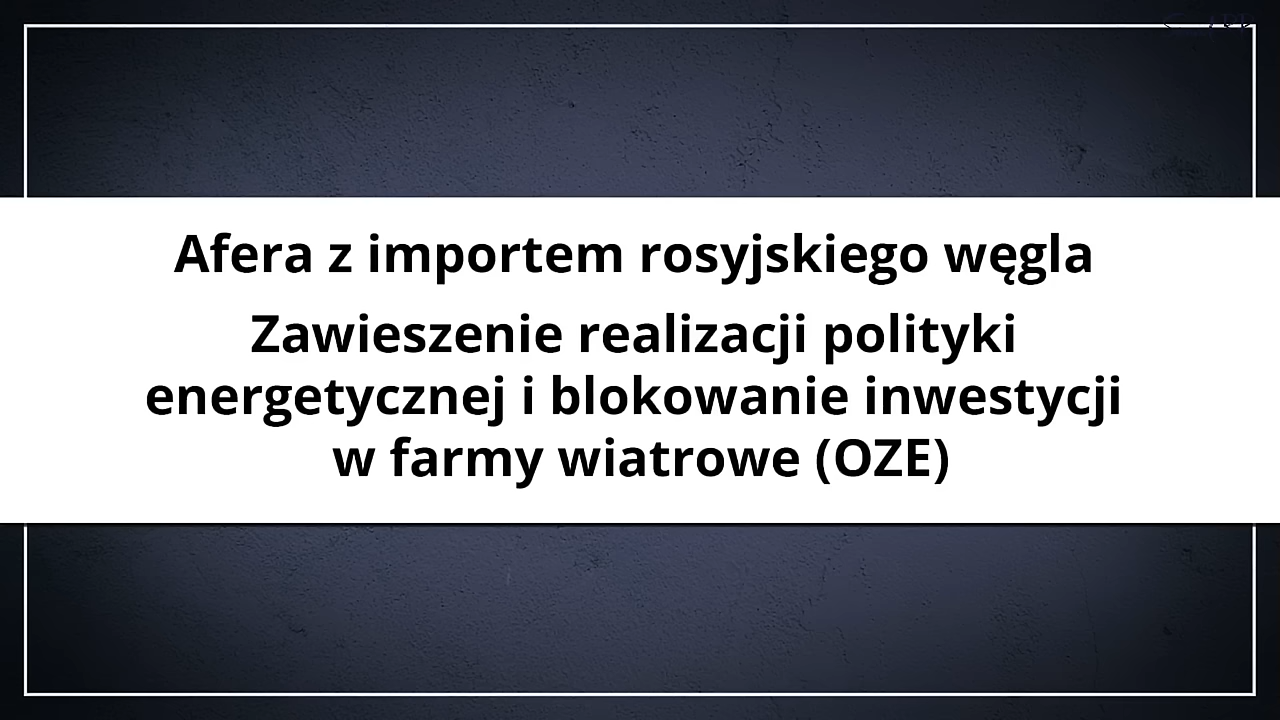 Afera z importem rosyjskiego węgla
Zawieszenie realizacji polityki
energetycznej i blokowanie inwestycji
w farmy wiatrowe (OZE)